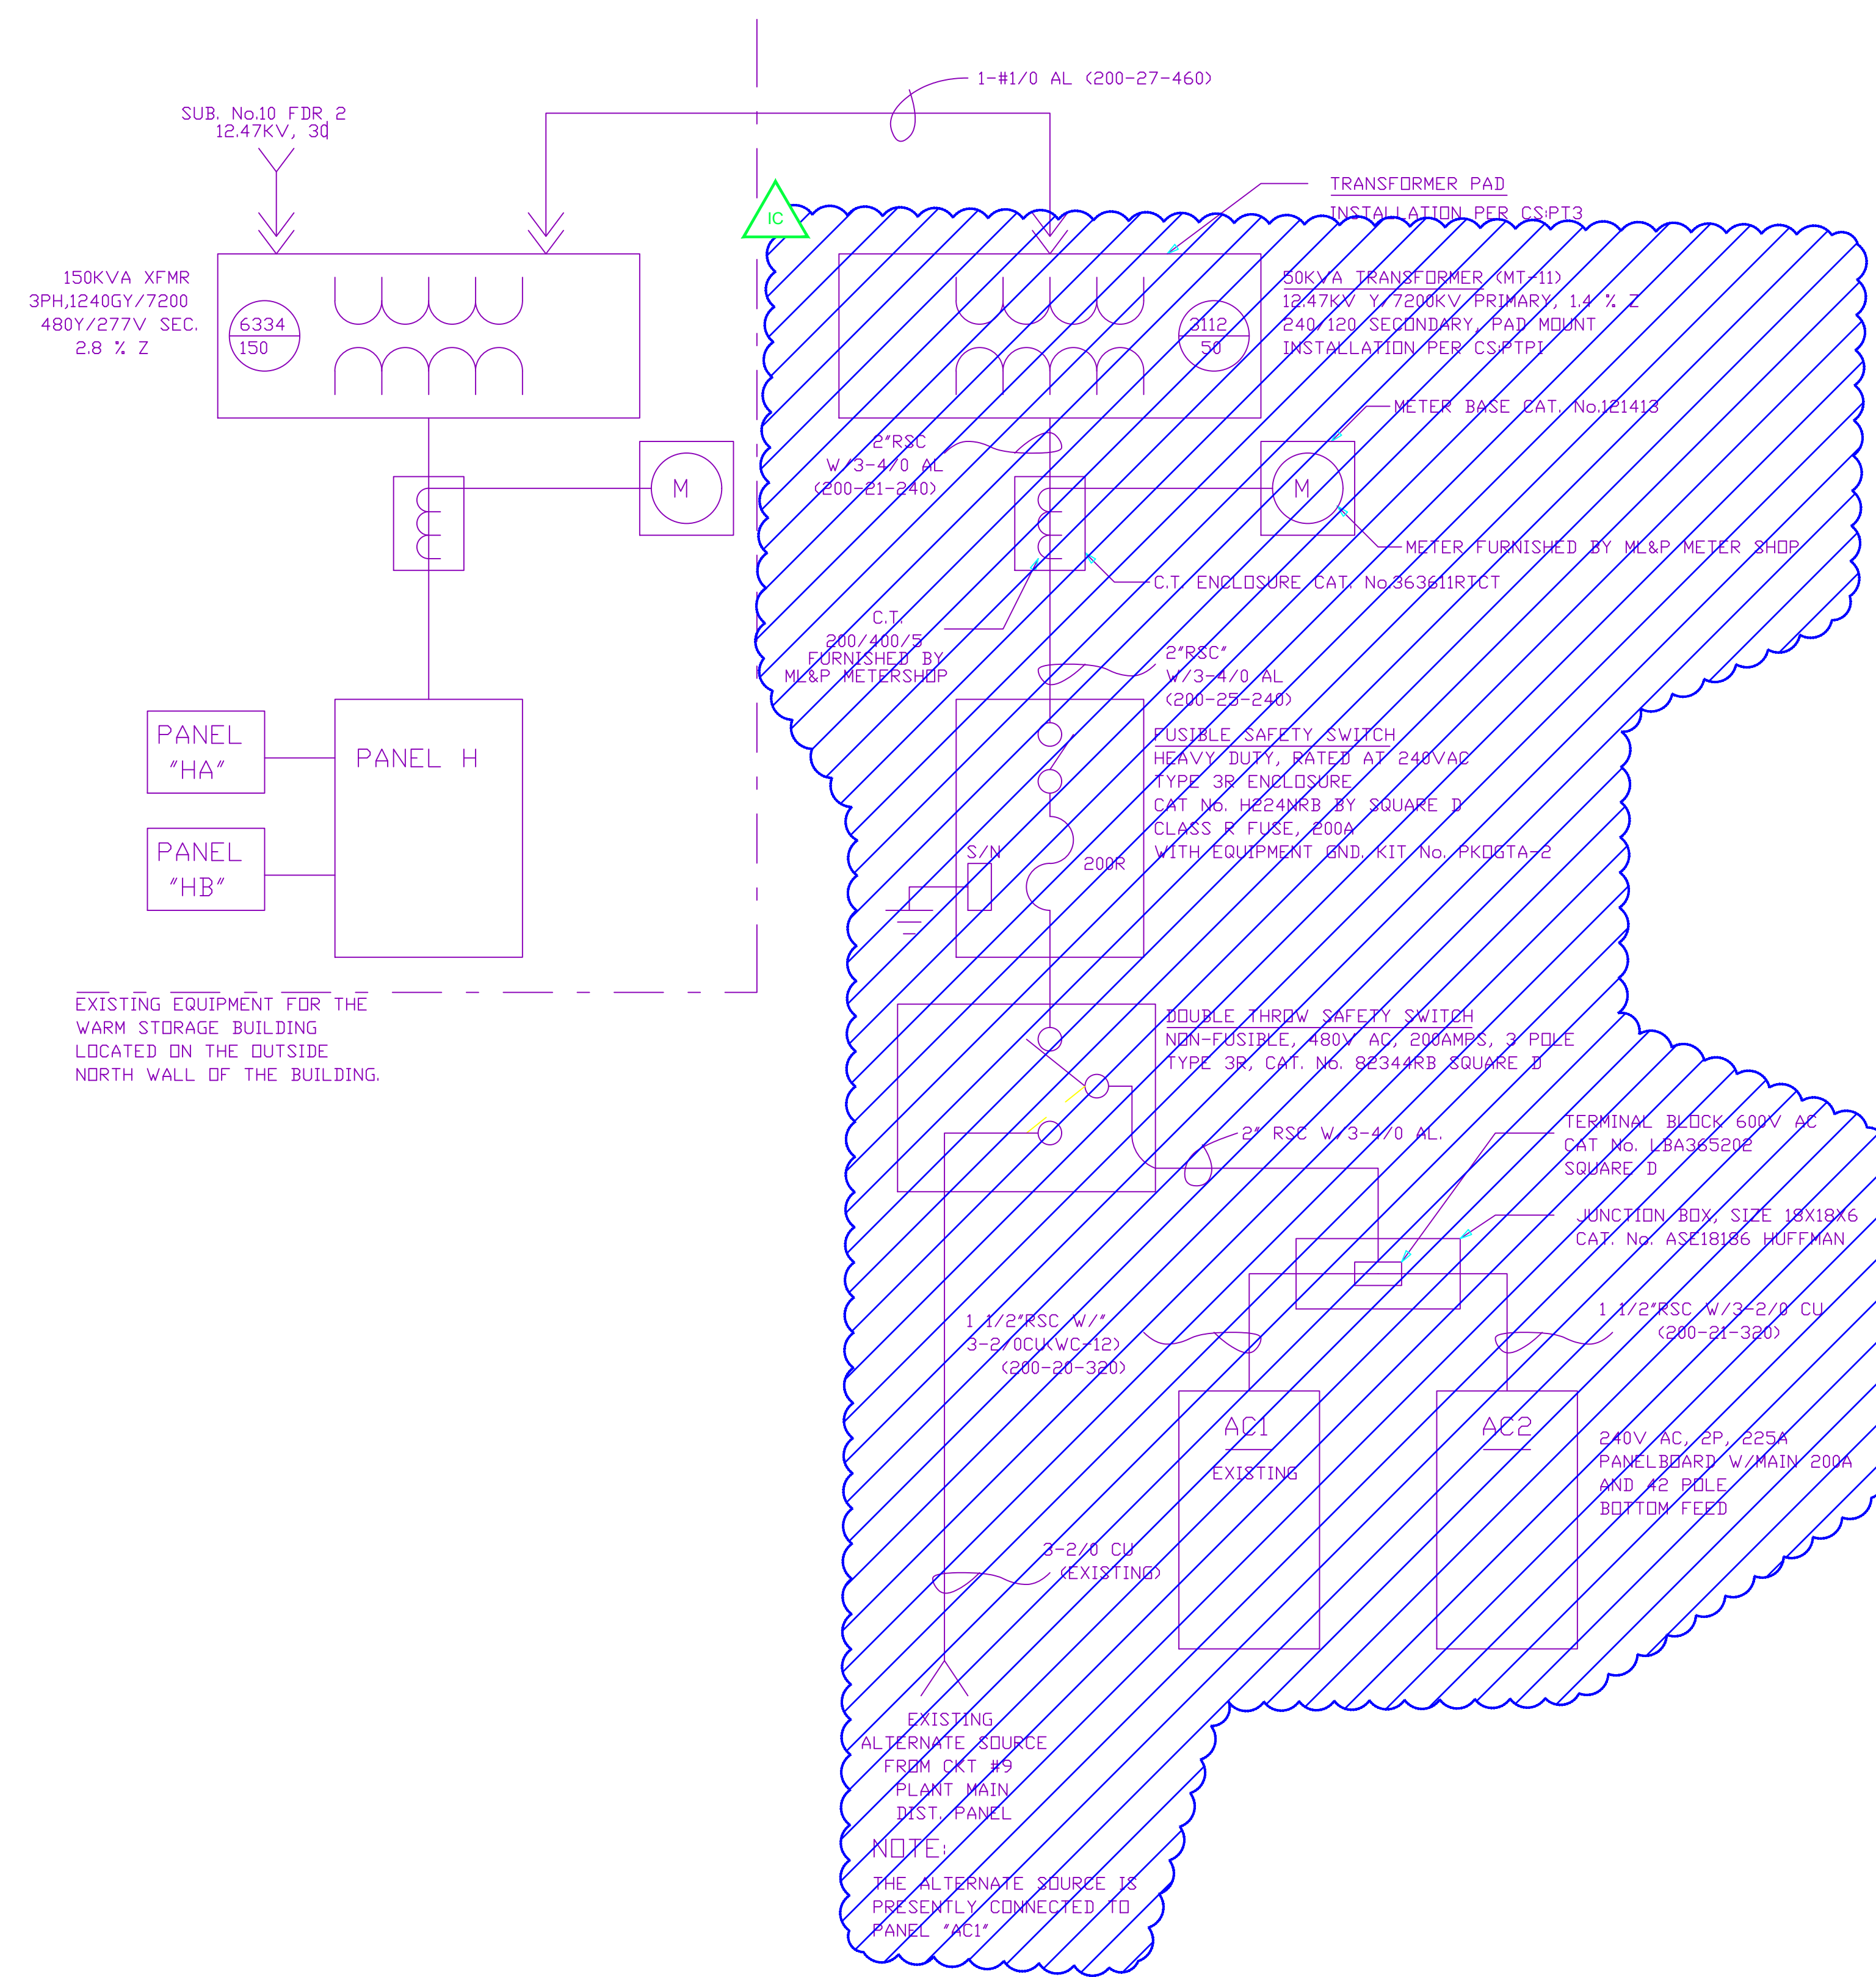 1-#1/0 AL (200-27-460)
SUB. No.10 FDR 2
12.47KV, 3Ø
TRANSFORMER PAD
INSTALLATION PER CS:PT3
IC
150KVA XFMR
3PH,1240GY/7200
480Y/277V SEC.
2.8 % Z
6334
150
3112
50
50KVA TRANSFORMER (MT-11)
12.47KV Y/7200KV PRIMARY, 1.4 % Z
240/120 SECONDARY, PAD MOUNT
INSTALLATION PER CS:PTPI
METER BASE CAT. No.121413
2"RSC
W/3-4/0 AL
(200-21-240)
M
M
METER FURNISHED BY ML&P METER SHOP
C.T. ENCLOSURE CAT. No.363611RTCT
C.T.
200/400/5
FURNISHED BY
ML&P METERSHOP
2"RSC"
W/3-4/0 AL
(200-25-240)
PANEL
"HA"
PANEL H
PANEL
"HB"
FUSIBLE SAFETY SWITCH
HEAVY DUTY, RATED AT 240VAC
TYPE 3R ENCLOSURE
CAT No. H224NRB BY SQUARE D
CLASS R FUSE, 200A
WITH EQUIPMENT GND. KIT No. PKOGTA-2
S/N
200R
EXISTING EQUIPMENT FOR THE
WARM STORAGE BUILDING
LOCATED ON THE OUTSIDE
NORTH WALL OF THE BUILDING.
DOUBLE THROW SAFETY SWITCH
NON-FUSIBLE, 480V AC, 200AMPS, 3 POLE
TYPE 3R, CAT. No. 82344RB SQUARE D
2" RSC W/3-4/0 AL.
TERMINAL BLOCK 600V AC
CAT No. LBA365202
SQUARE D
JUNCTION BOX, SIZE 18X18X6
CAT. No. ASE18186 HUFFMAN
1 1/2"RSC W/"
3-2/0CU(WC-12)
(200-20-320)
1 1/2"RSC W/3-2/0 CU
(200-21-320)
AC1
EXISTING
AC2
240V AC, 2P, 225A
PANELBOARD W/MAIN 200A
AND 42 POLE
BOTTOM FEED
3-2/0 CU
(EXISTING)
EXISTING
ALTERNATE SOURCE
FROM CKT #9
PLANT MAIN
DIST. PANEL
NOTE:
THE ALTERNATE SOURCE IS
PRESENTLY CONNECTED TO
PANEL "AC1"